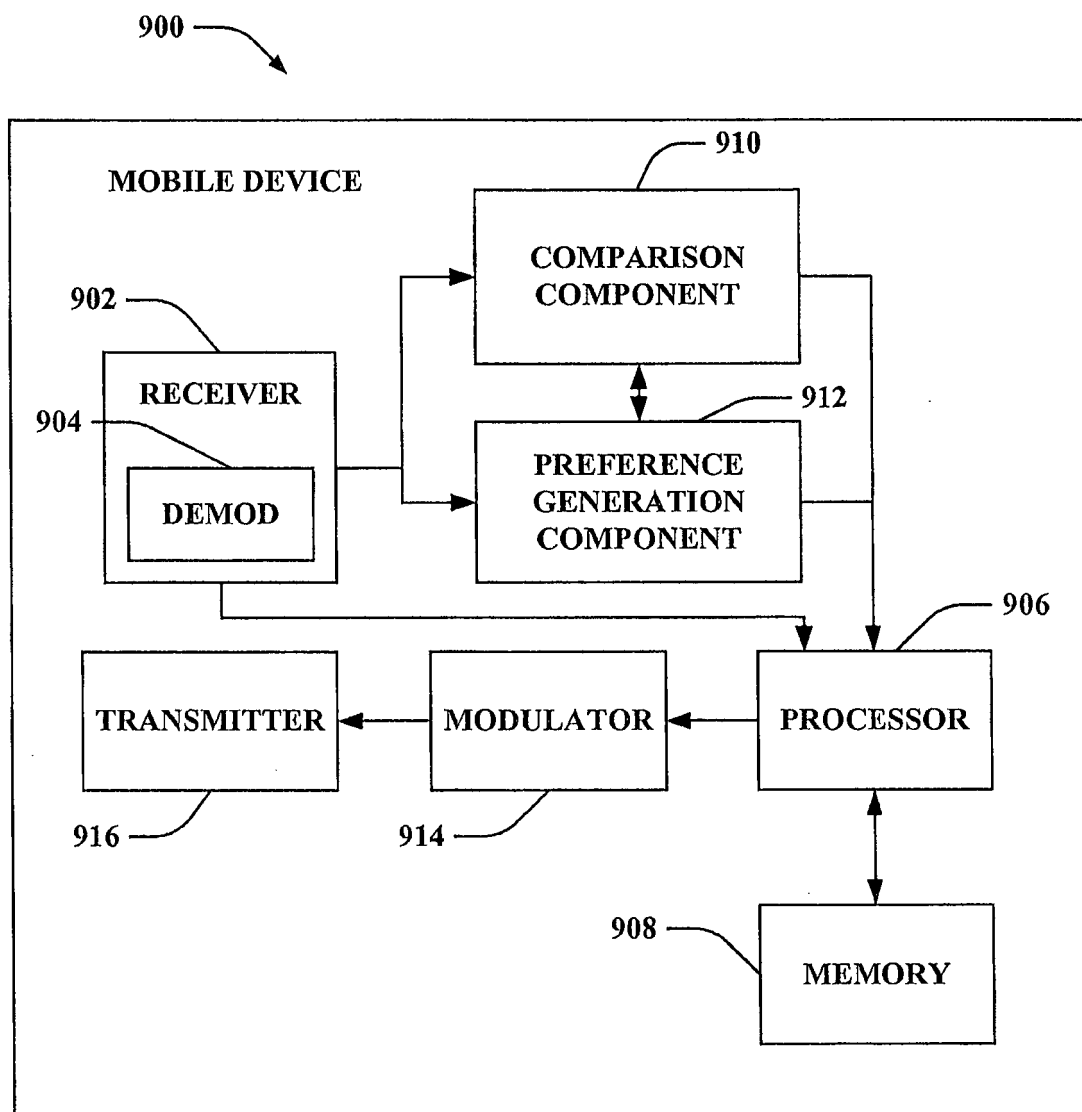 900
910
MOBILE DEVICE
COMPARISON
COMPONENT
902
RECEIVER
912
904
PREFERENCE
GENERATION
COMPONENT
DEMOD
906
TRANSMITTER
MODULATOR
PROCESSOR
916
914
908
MEMORY